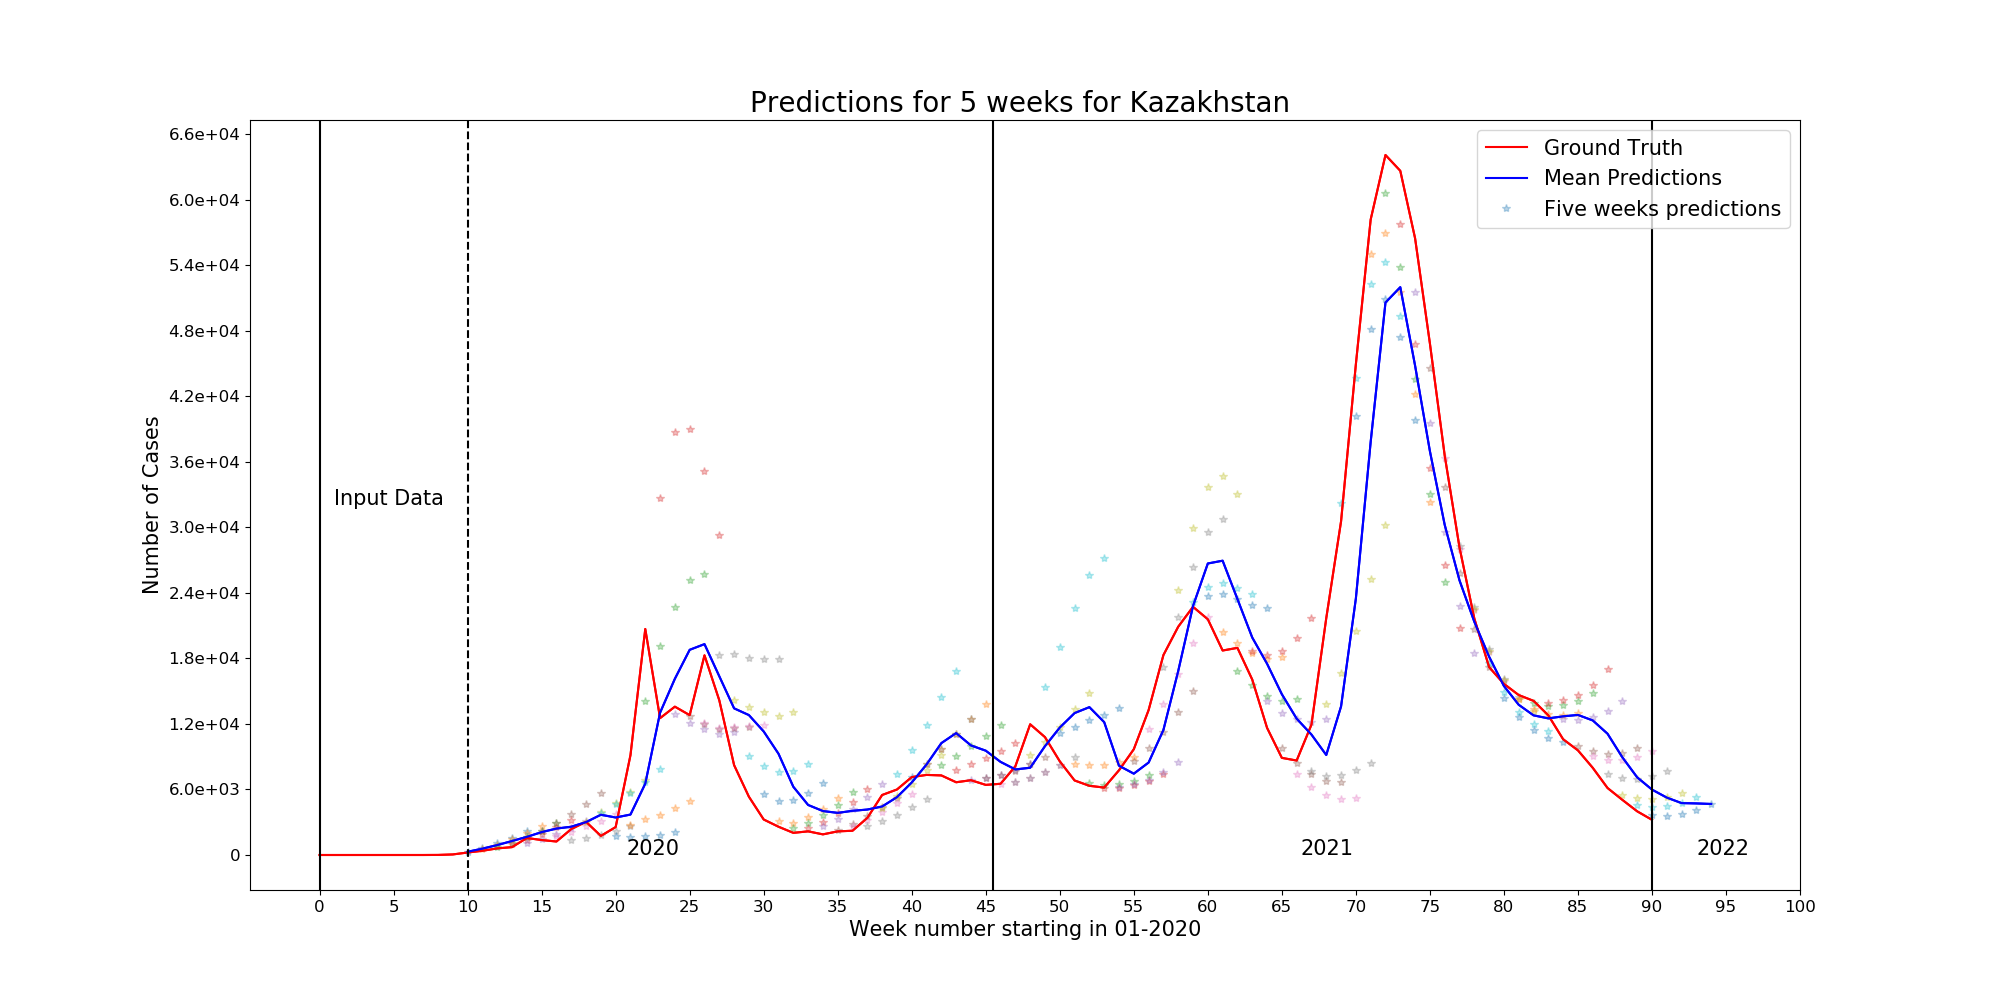 Predictions for 5 weeks for Kazakhstan
6.6e+04
6.0e+04
5.4e+04
4.8e+04
4.2e+04
3.6e+04
3.0e+04
2.4e+04
1.8e+04
1.2e+04
6.0e+03
0
Number of Cases
Ground Truth
Mean Predictions
Five weeks predictions
Input Data
2020
2021
2022
0 5 10 15 20 25 30 35 40 45 50 55 60 65 70 75 80 85 90 95 100
Week number starting in 01-2020